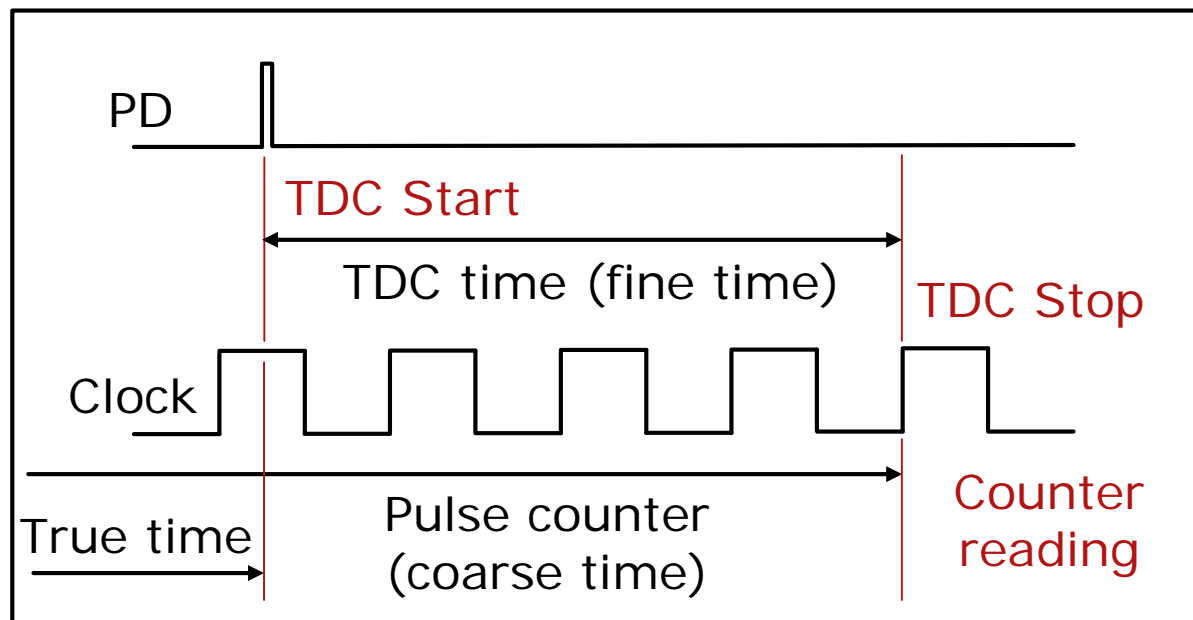 PD
TDC Start
TDC time (fine time)
TDC Stop
Clock
True time
Pulse counter
(coarse time)
Counter
reading